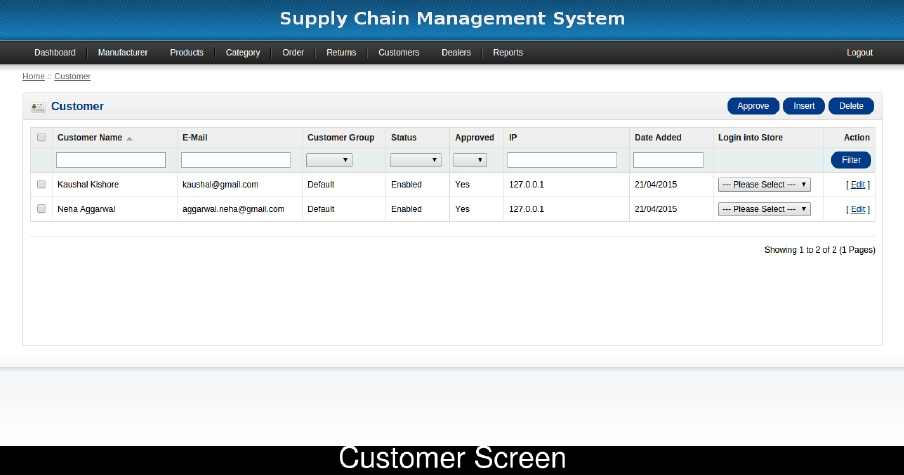 Supply Chain Management System
Dashboard Manufacturer Products Category Order Returns Customers Dealers Reports Logout
Home :: Customer
Customer Approve Insert Delete
Customer Name E-Mail Customer Group Status Approved IP Date Added Login into Store Action
Filter
Kaushal Kishore kaushal@gmail.com Default Enabled Yes 127.0.0.1 21/04/2015 --- Please Select --- [ Edit ]
Neha Aggarwal aggarwal.neha@gmail.com Default Enabled Yes 127.0.0.1 21/04/2015 --- Please Select --- [ Edit ]
Showing 1 to 2 of 2 (1 Pages)
Customer Screen